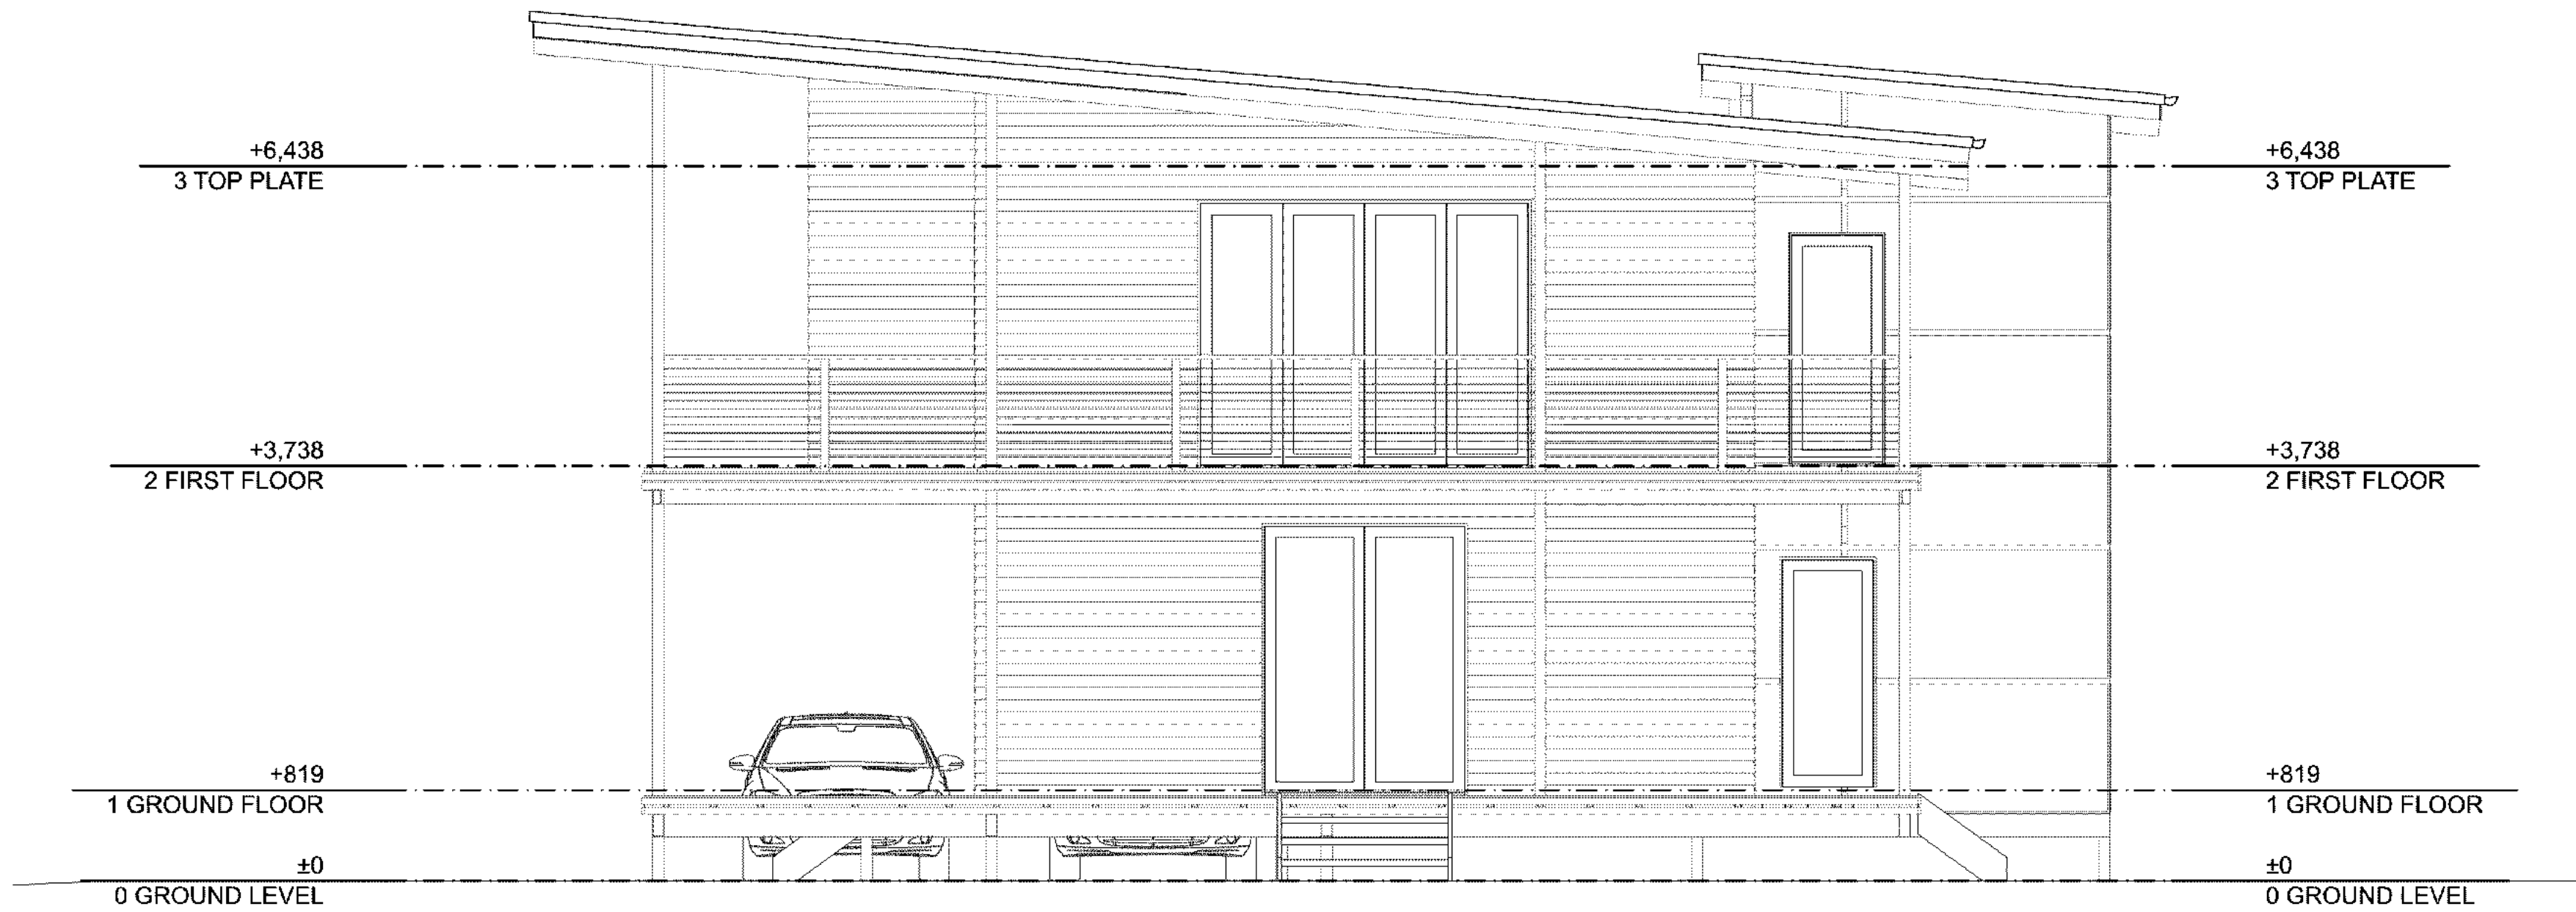 +6,438
3 TOP PLATE
+6,438
3 TOP PLATE
+3,738
2 FIRST FLOOR
+3,738
2 FIRST FLOOR
+819
1 GROUND FLOOR
+819
1 GROUND FLOOR
±0
0 GROUND LEVEL
±0
0 GROUND LEVEL